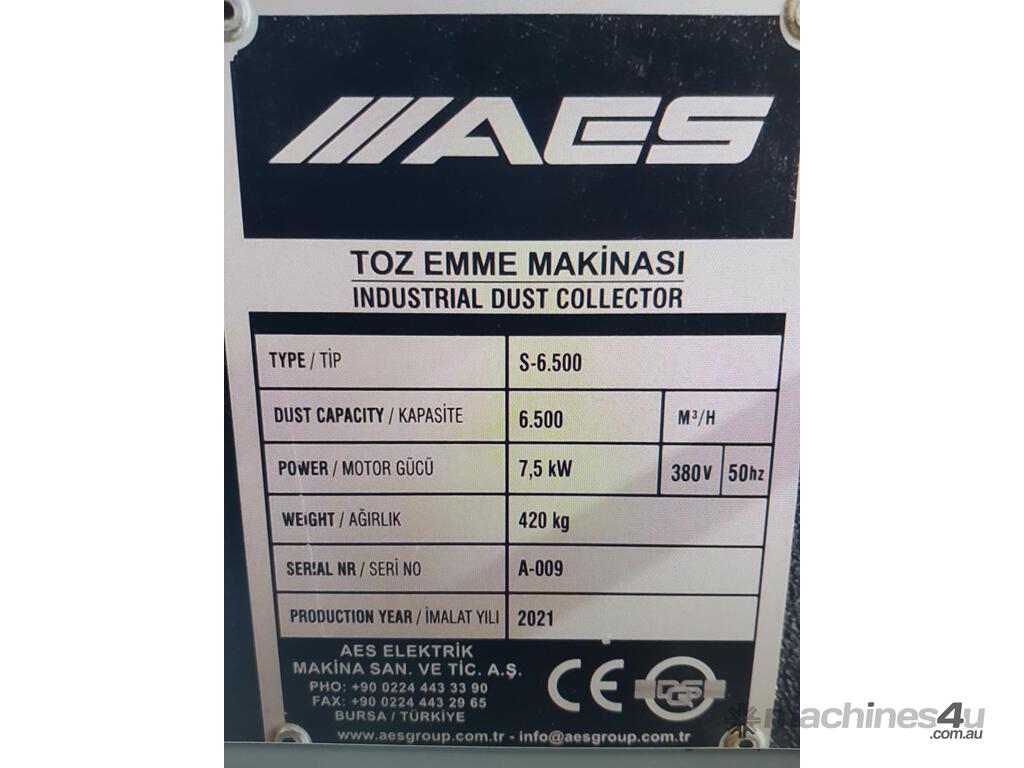 AES
TOZ EMME MAKİNASI
INDUSTRIAL DUST COLLECTOR
TYPE / TİP S-6.500
DUST CAPACITY / KAPASİTE 6.500 M³/H
POWER / MOTOR GÜCÜ 7,5 kW 380V 50hz
WEIGHT / AĞIRLIK 420 kg
SERIAL NR / SERİ NO A-009
PRODUCTION YEAR / İMALAT YILI 2021
AES ELEKTRİK
MAKİNA SAN. VE TİC. A.Ş.
PHO: +90 0224 443 33 90
FAX: +90 0224 443 29 65
BURSA / TÜRKİYE
www.aesgroup.com.tr - info@aesgroup.com.tr
CE
DQS
machines4u
.com.au